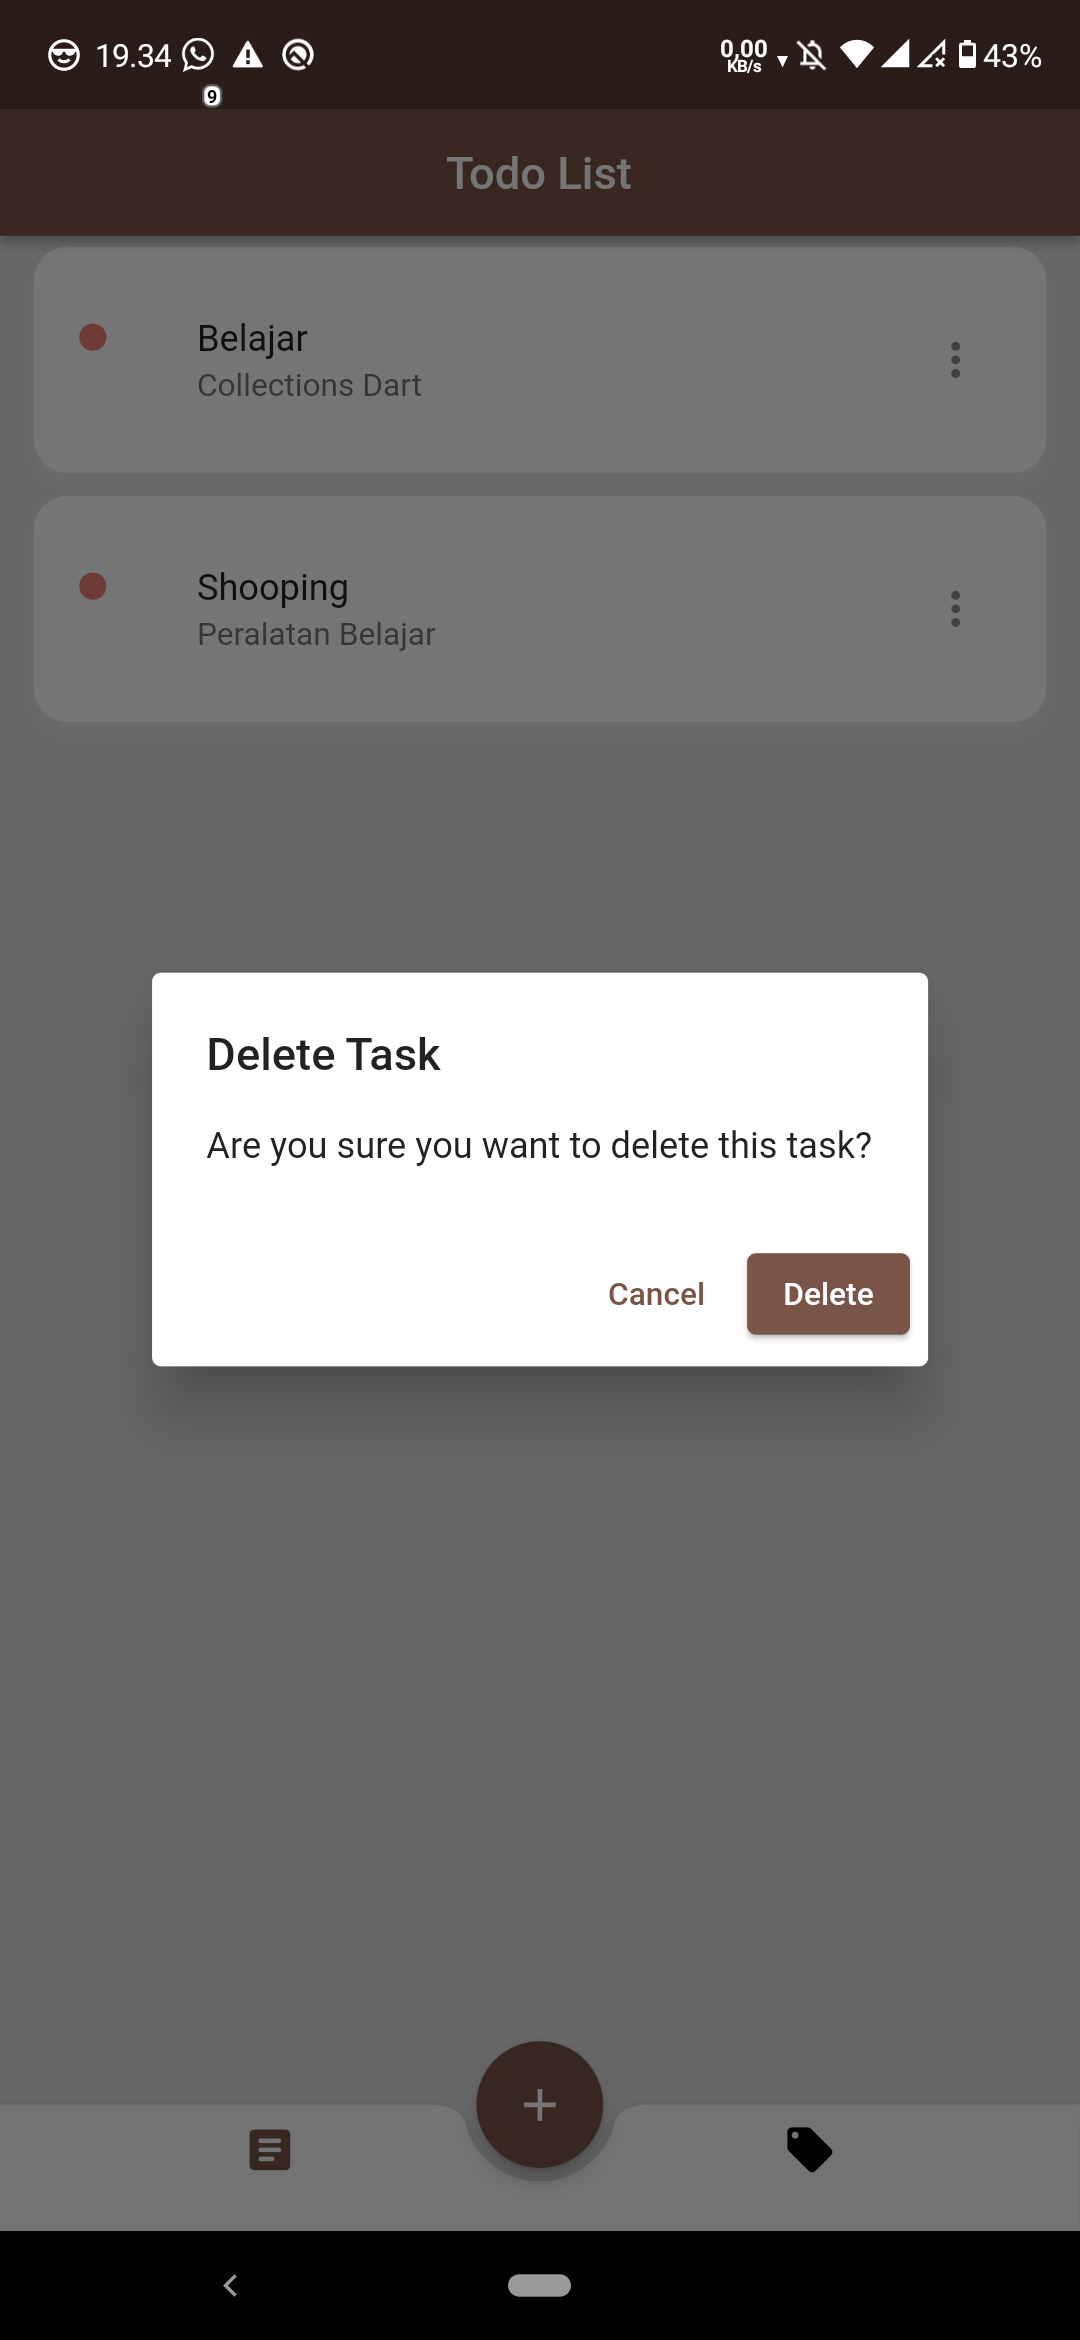 19.34
9
0,00
KB/s
43%
Todo List
Belajar
Collections Dart
Shooping
Peralatan Belajar
Delete Task
Are you sure you want to delete this task?
Cancel
Delete